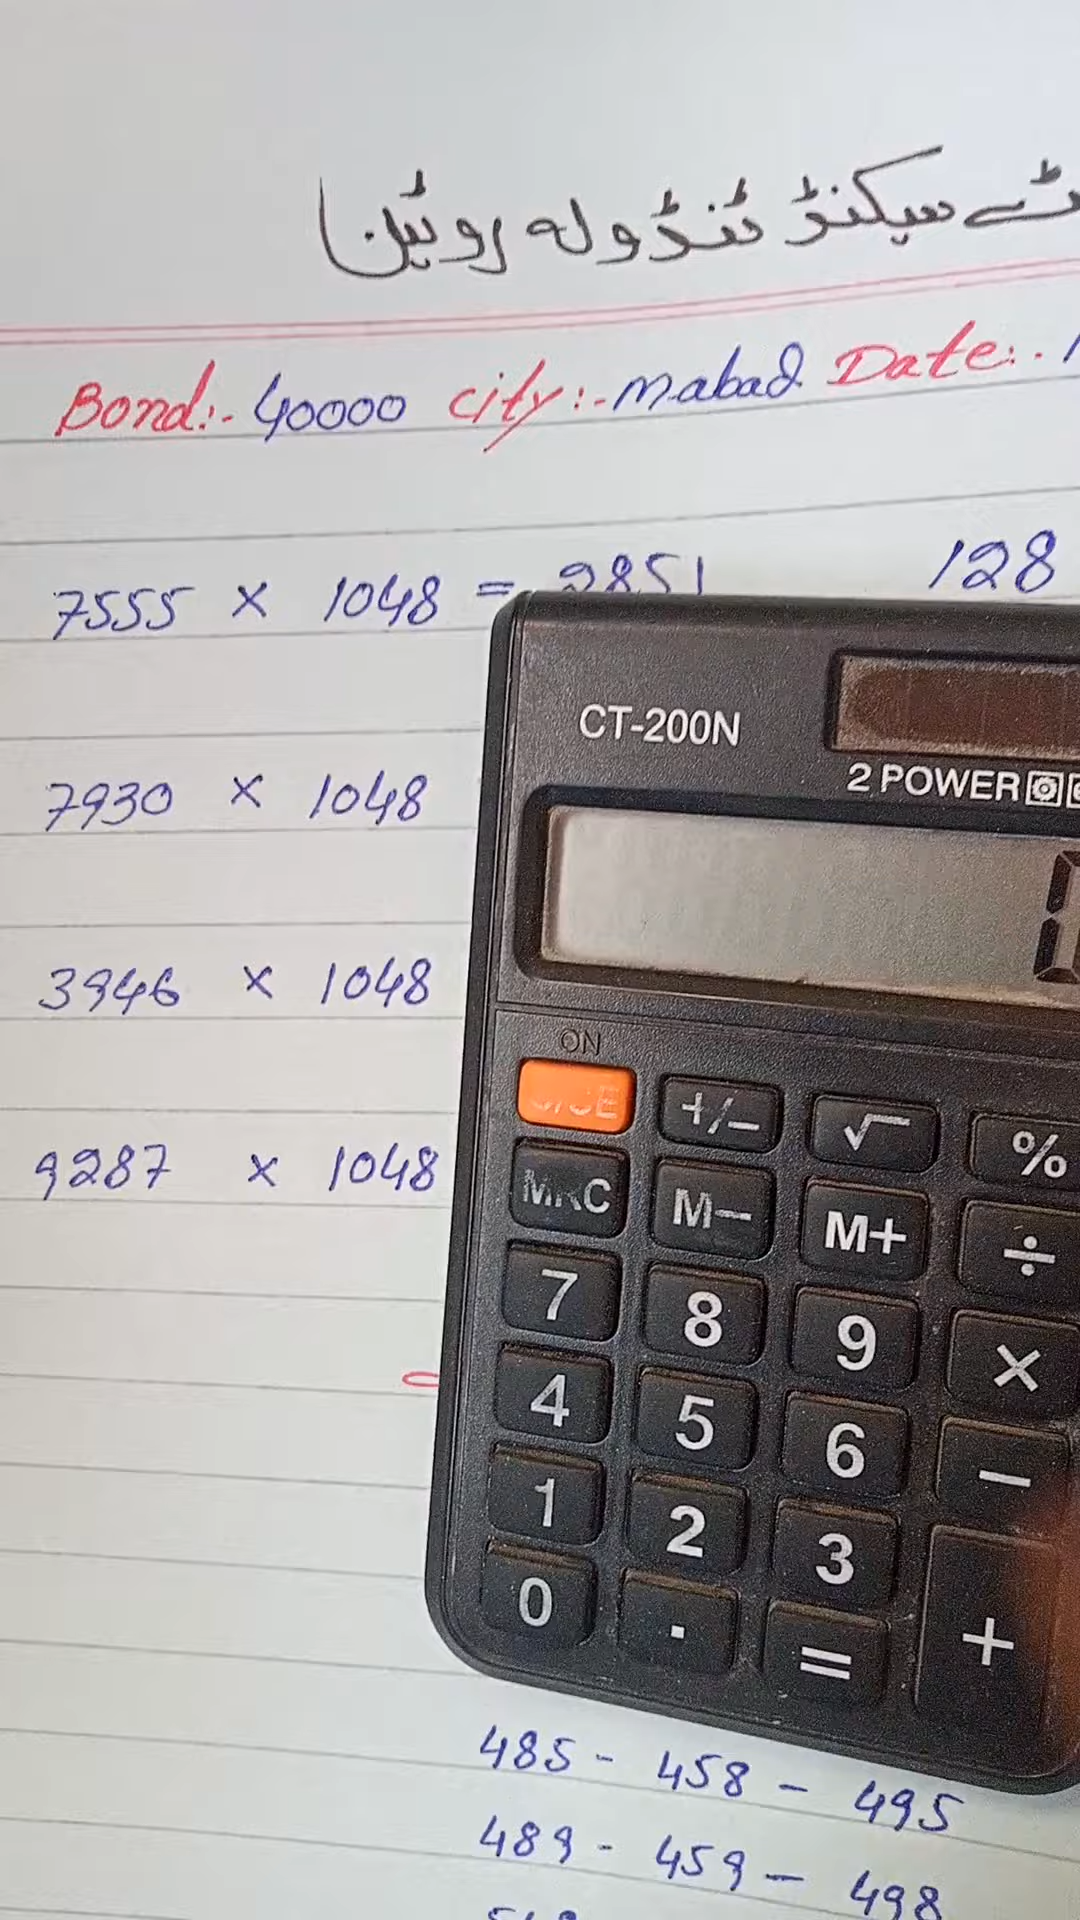 سیکنڈ ٹنڈولہ روٹین
Bond:- 40000 City:- Mabad Date:-
7555 × 1048 = 2851 128
CT-200N
2 POWER
7930 × 1048
3946 × 1048
ON
+/− √ %
9287 × 1048
MRC M− M+ ÷
7 8 9 ×
4 5 6 −
1 2 3
0 . = +
485 - 458 - 495
489 - 459 - 498